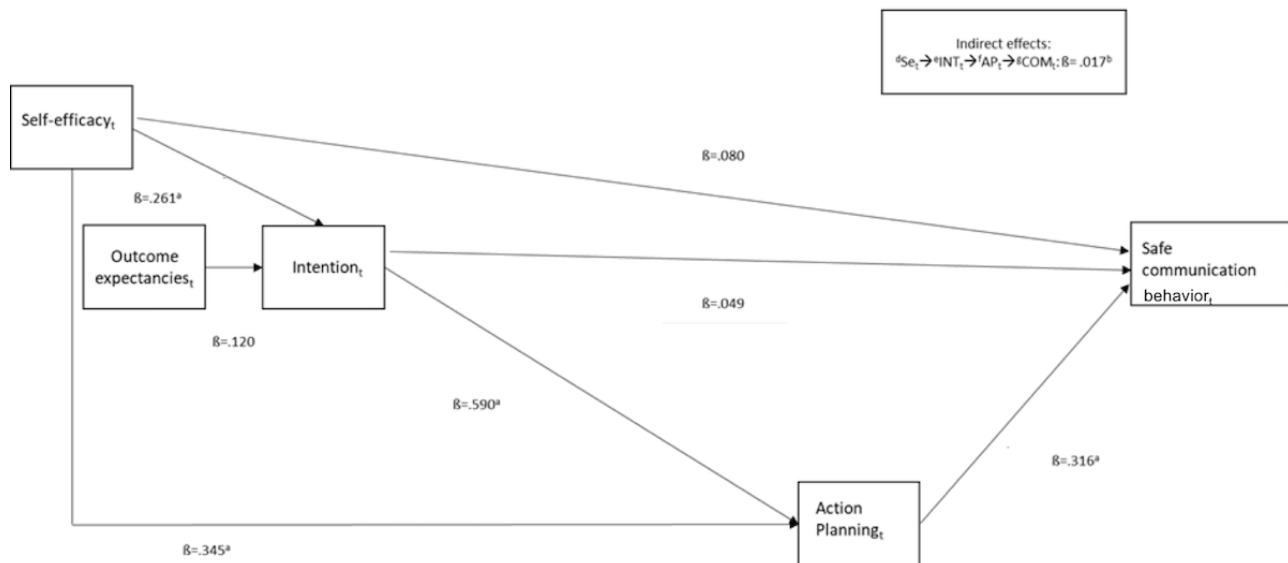 Indirect effects:
ᵈSeₜ→ᵉINTₜ→ᶠAPₜ→ᵍCOMₜ:ß= .017ᵇ
Self-efficacyₜ
ß=.080
ß=.261ᵃ
Outcome
expectanciesₜ
Intentionₜ
Safe
communication
behaviorₜ
ß=.049
ß=.120
ß=.590ᵃ
ß=.316ᵃ
Action
Planningₜ
ß=.345ᵃ